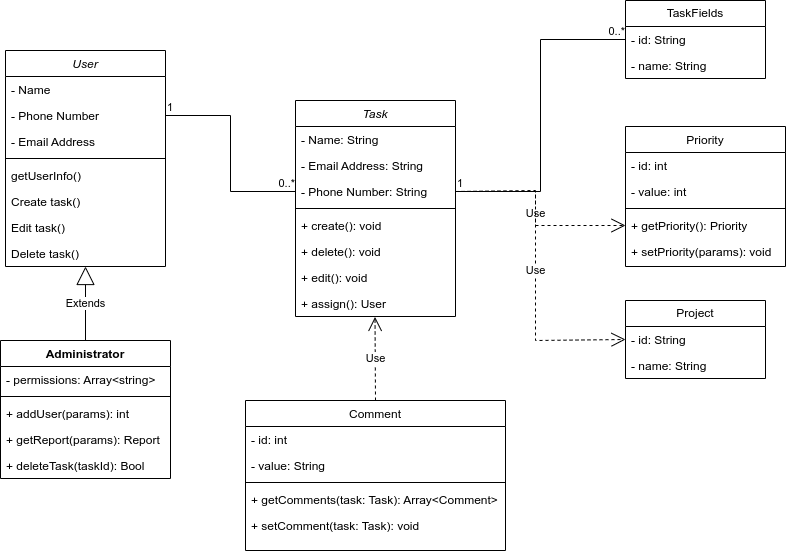 User
- Name
- Phone Number
- Email Address
getUserInfo()
Create task()
Edit task()
Delete task()
1
0..*
Extends
Administrator
- permissions: Array<string>
+ addUser(params): int
+ getReport(params): Report
+ deleteTask(taskId): Bool
Task
- Name: String
- Email Address: String
- Phone Number: String
+ create(): void
+ delete(): void
+ edit(): void
+ assign(): User
Use
Comment
- id: int
- value: String
+ getComments(task: Task): Array<Comment>
+ setComment(task: Task): void
1
0..*
Use
Use
TaskFields
- id: String
- name: String
Priority
- id: int
- value: int
+ getPriority(): Priority
+ setPriority(params): void
Project
- id: String
- name: String